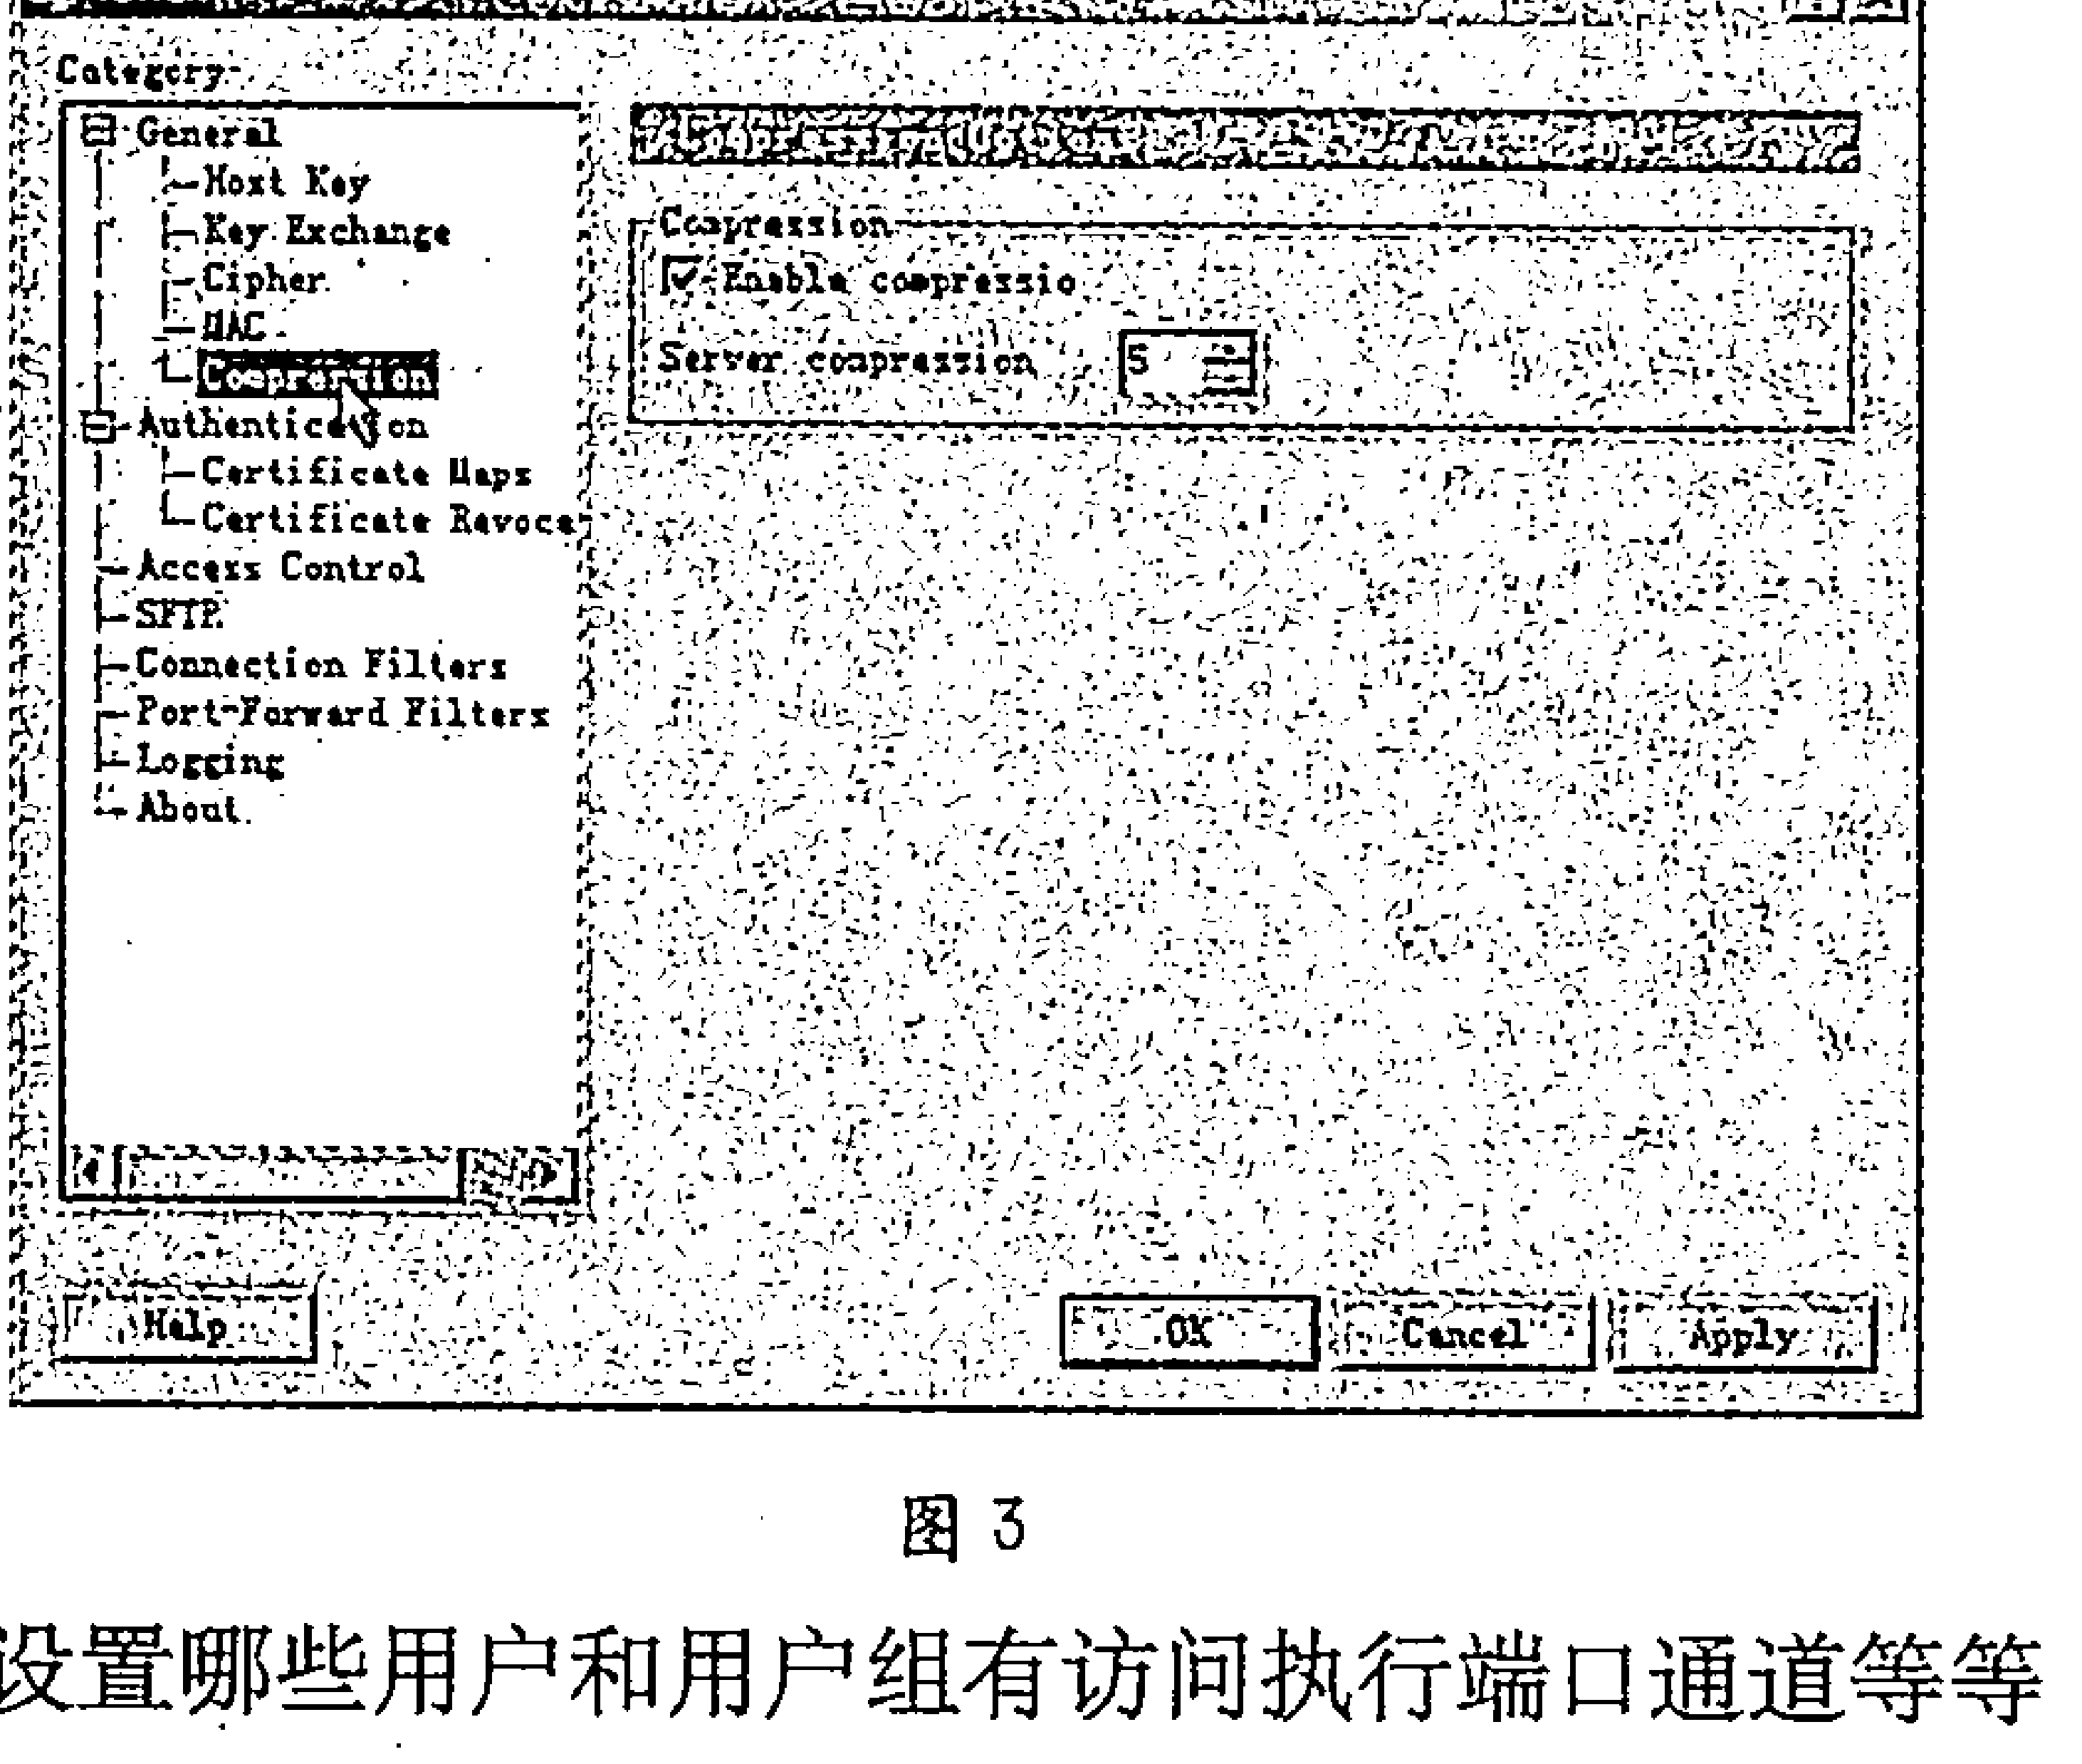 Category
General
Host Key
Key Exchange
Cipher
MAC
Compression
Authentication
Certificate Maps
Certificate Revoca
Access Control
SFTP
Connection Filters
Port-Forward Filters
Logging
About
Compression
Enable compressio
Server compression 5
Help
OK
Cancel
Apply
图 3
设置哪些用户和用户组有访问执行端口通道等等